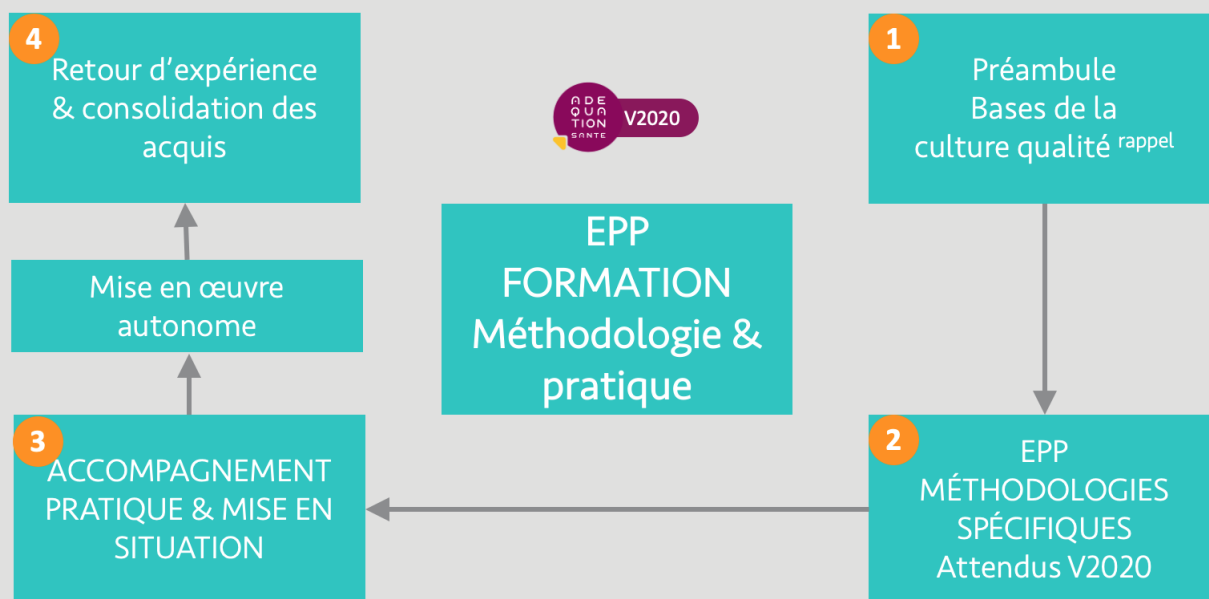 4
Retour d’expérience
& consolidation des
acquis
ADE
QUA
TION
SANTE
V2020
1
Préambule
Bases de la
culture qualité rappel
EPP
FORMATION
Méthodologie &
pratique
Mise en œuvre
autonome
3
ACCOMPAGNEMENT
PRATIQUE & MISE EN
SITUATION
2
EPP
MÉTHODOLOGIES
SPÉCIFIQUES
Attendus V2020